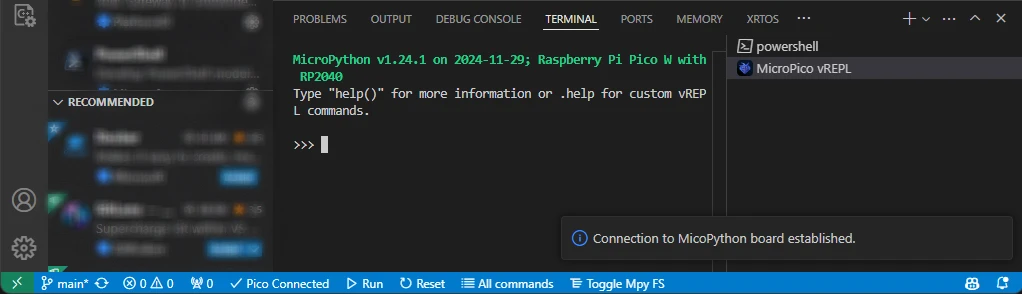 PROBLEMS OUTPUT DEBUG CONSOLE TERMINAL PORTS MEMORY XRTOS
powershell
MicroPico vREPL
MicroPython v1.24.1 on 2024-11-29; Raspberry Pi Pico W with
RP2040
Type "help()" for more information or .help for custom vREP
L commands.
>>>
RECOMMENDED
Connection to MicoPython board established.
main* 0 0 0 Pico Connected Run Reset All commands Toggle Mpy FS